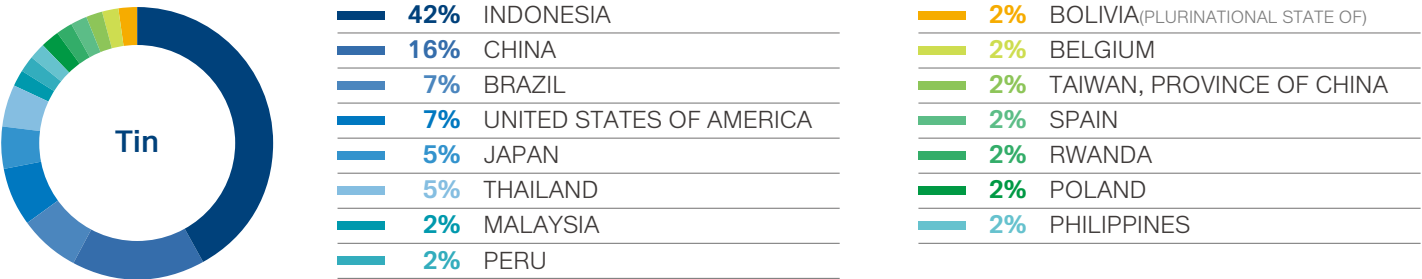 Tin
42% INDONESIA
16% CHINA
7% BRAZIL
7% UNITED STATES OF AMERICA
5% JAPAN
5% THAILAND
2% MALAYSIA
2% PERU
2% BOLIVIA(PLURINATIONAL STATE OF)
2% BELGIUM
2% TAIWAN, PROVINCE OF CHINA
2% SPAIN
2% RWANDA
2% POLAND
2% PHILIPPINES